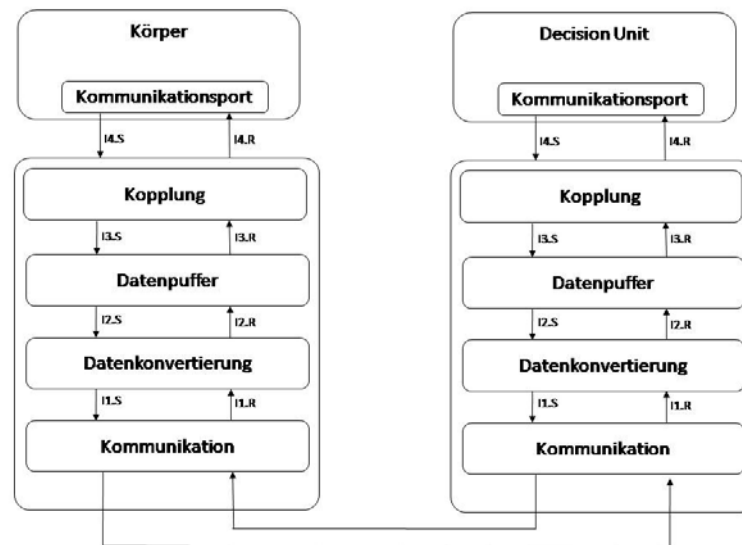 Körper
Kommunikationsport
I4.S
I4.R
Kopplung
I3.S
I3.R
Datenpuffer
I2.S
I2.R
Datenkonvertierung
I1.S
I1.R
Kommunikation
Decision Unit
Kommunikationsport
I4.S
I4.R
Kopplung
I3.S
I3.R
Datenpuffer
I2.S
I2.R
Datenkonvertierung
I1.S
I1.R
Kommunikation